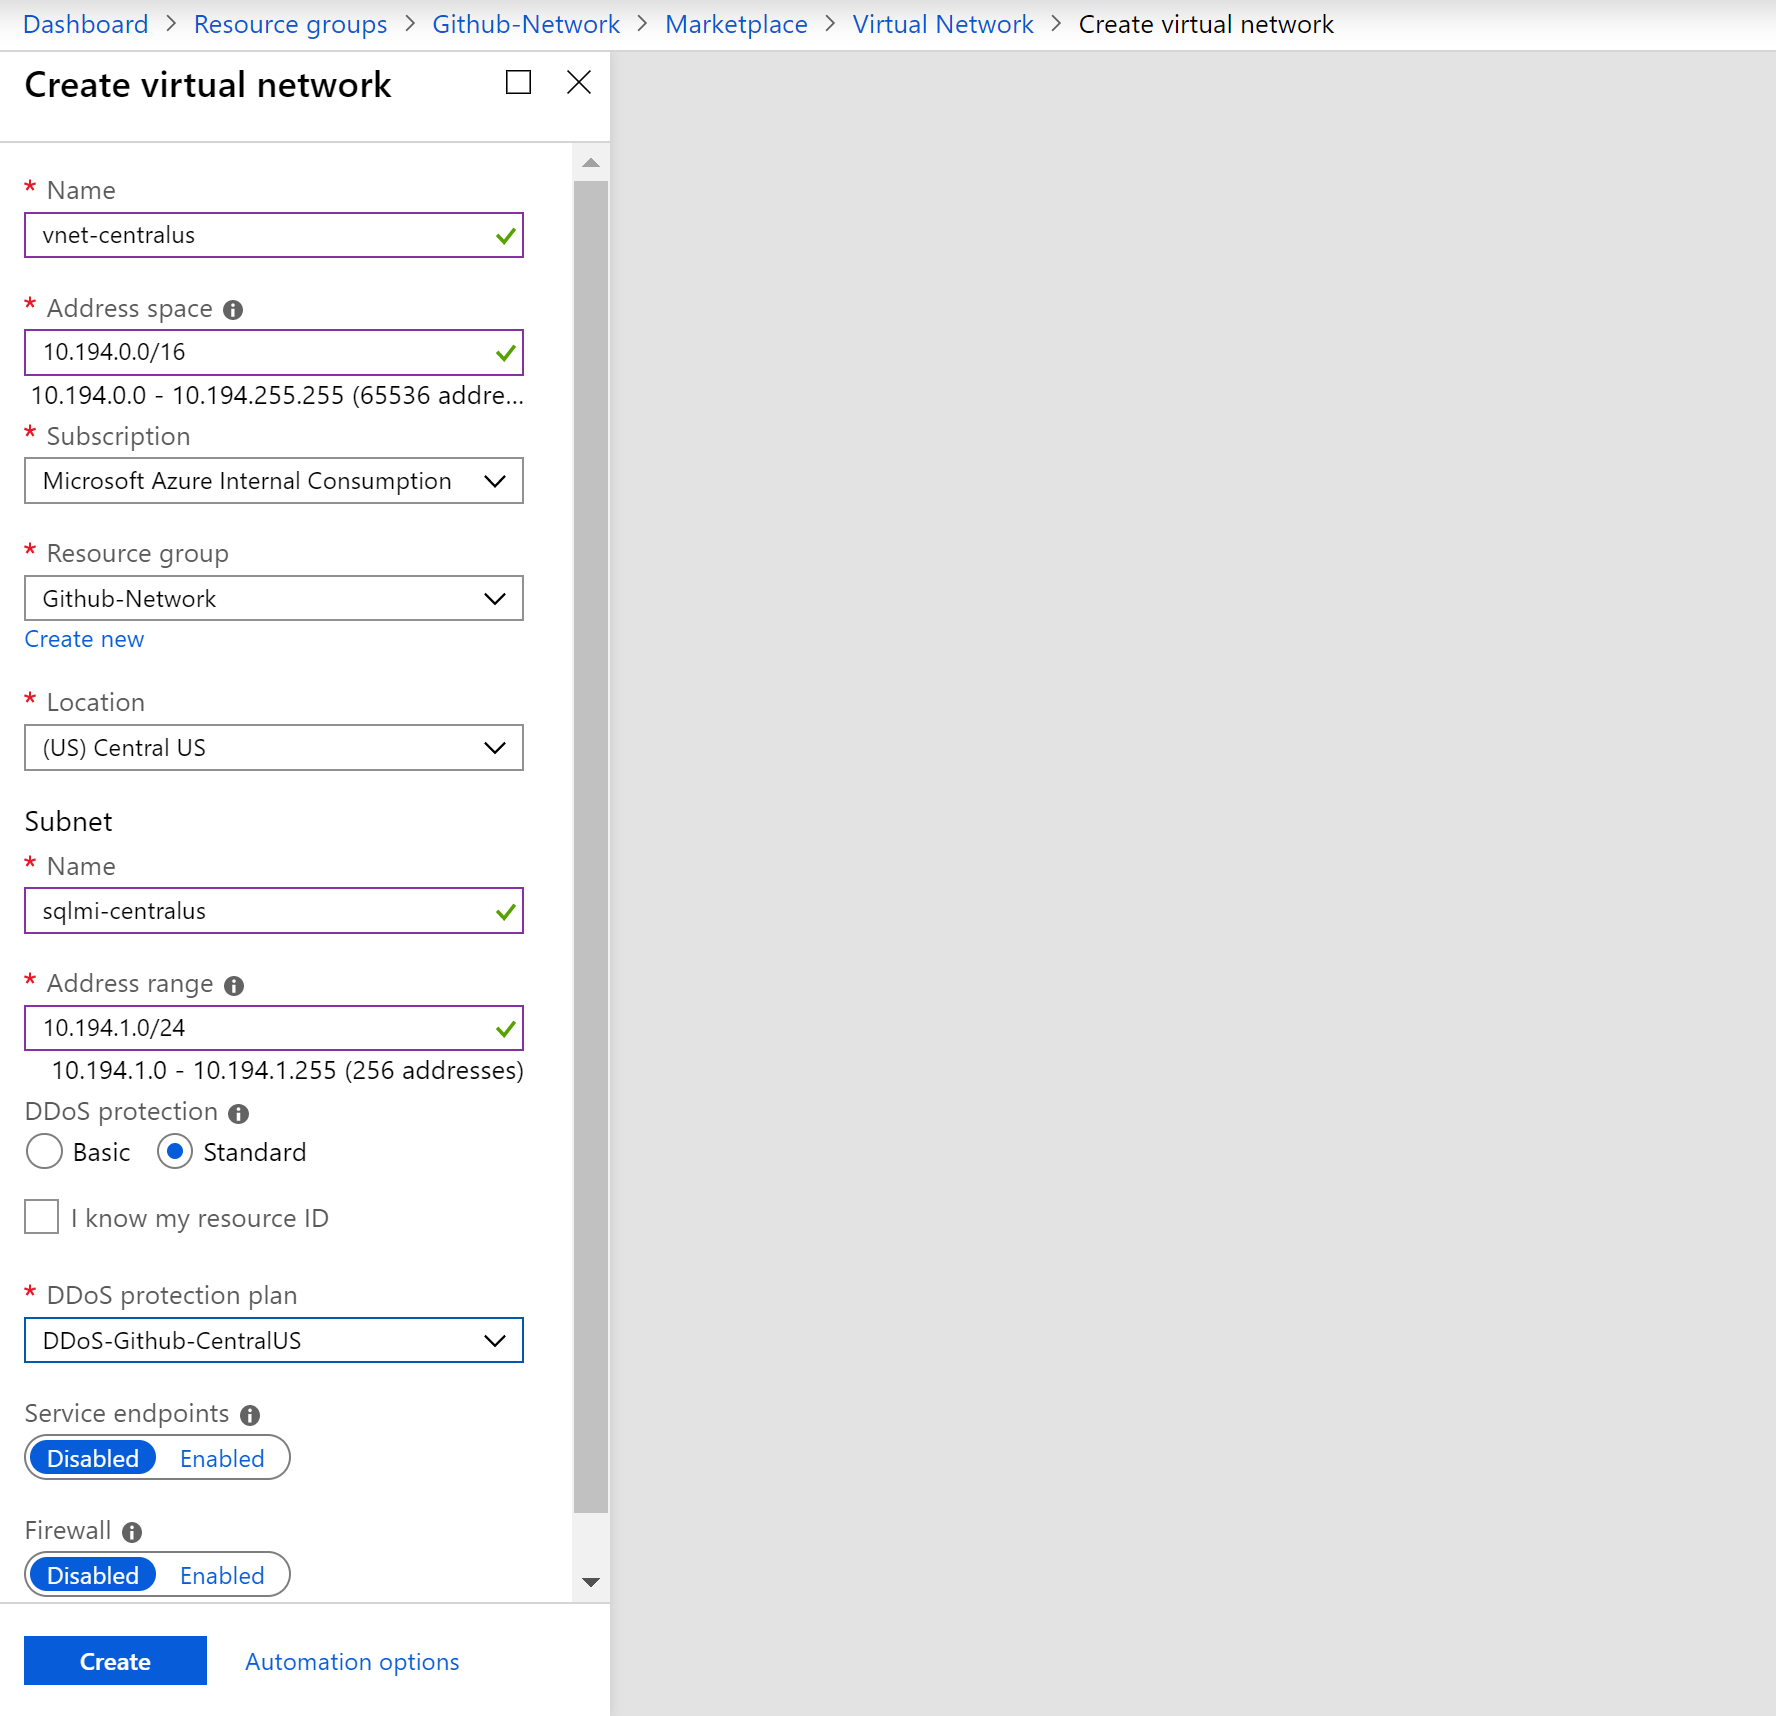 Dashboard > Resource groups > Github-Network > Marketplace > Virtual Network > Create virtual network
Create virtual network
* Name
vnet-centralus
* Address space
10.194.0.0/16
10.194.0.0 - 10.194.255.255 (65536 addre...
* Subscription
Microsoft Azure Internal Consumption
* Resource group
Github-Network
Create new
* Location
(US) Central US
Subnet
* Name
sqlmi-centralus
* Address range
10.194.1.0/24
10.194.1.0 - 10.194.1.255 (256 addresses)
DDoS protection
Basic Standard
I know my resource ID
* DDoS protection plan
DDoS-Github-CentralUS
Service endpoints
Disabled Enabled
Firewall
Disabled Enabled
Create Automation options